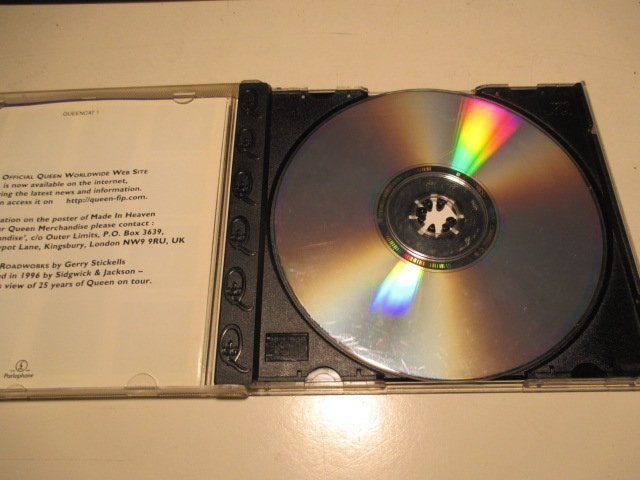 QUEENCAT 1
OFFICIAL QUEEN WORLDWIDE WEB SITE
is now available on the internet,
the latest news and information.
access it on http://queen-fip.com.
on the poster of Made In Heaven
Queen Merchandise please contact :
c/o Outer Limits, P.O. Box 3639,
Lane, Kingsbury, London NW9 9RU, UK
ROADWORKS by Gerry Stickells
in 1996 by Sidgwick & Jackson –
view of 25 years of Queen on tour.
Parlophone